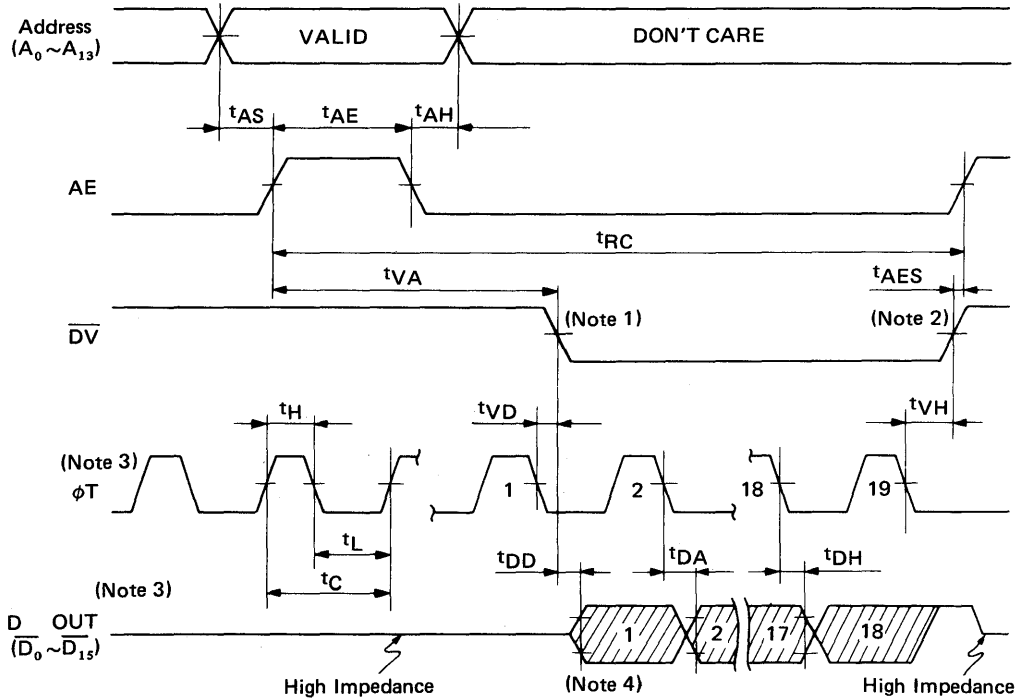 Address
(A0~A13)
VALID
DON'T CARE
tAS
tAE
tAH
AE
tRC
tVA
tAES
DV
(Note 1)
(Note 2)
tH
tVD
tVH
(Note 3)
φT
1
2
18
19
tL
tC
tDD
tDA
tDH
(Note 3)
D OUT
(D0~D15)
1
2
17
18
High Impedance
(Note 4)
High Impedance